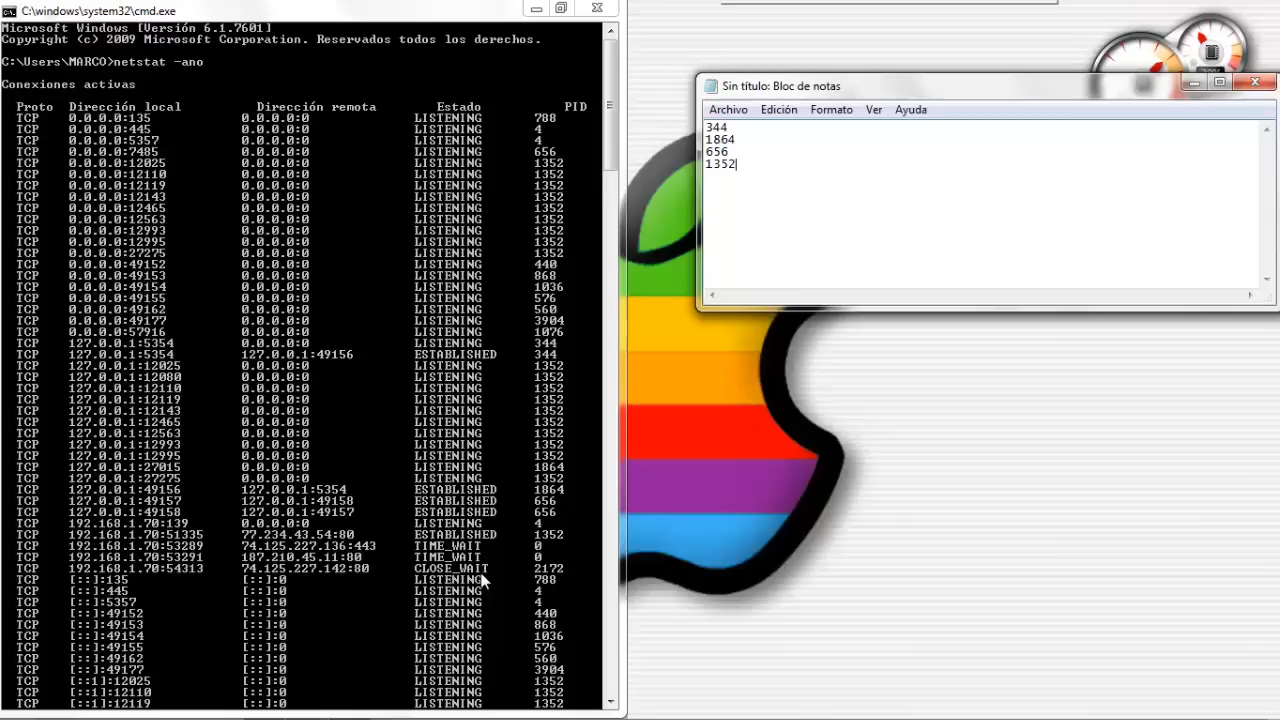 C:\windows\system32\cmd.exe
Microsoft Windows [Versión 6.1.7601]
Copyright (c) 2009 Microsoft Corporation. Reservados todos los derechos.
C:\Users\MARCO>netstat -ano
Conexiones activas
Proto Dirección local Dirección remota Estado PID
TCP 0.0.0.0:135 0.0.0.0:0 LISTENING 788
TCP 0.0.0.0:445 0.0.0.0:0 LISTENING 4
TCP 0.0.0.0:5357 0.0.0.0:0 LISTENING 4
TCP 0.0.0.0:7485 0.0.0.0:0 LISTENING 656
TCP 0.0.0.0:12025 0.0.0.0:0 LISTENING 1352
TCP 0.0.0.0:12110 0.0.0.0:0 LISTENING 1352
TCP 0.0.0.0:12119 0.0.0.0:0 LISTENING 1352
TCP 0.0.0.0:12143 0.0.0.0:0 LISTENING 1352
TCP 0.0.0.0:12465 0.0.0.0:0 LISTENING 1352
TCP 0.0.0.0:12563 0.0.0.0:0 LISTENING 1352
TCP 0.0.0.0:12993 0.0.0.0:0 LISTENING 1352
TCP 0.0.0.0:12995 0.0.0.0:0 LISTENING 1352
TCP 0.0.0.0:27275 0.0.0.0:0 LISTENING 1352
TCP 0.0.0.0:49152 0.0.0.0:0 LISTENING 440
TCP 0.0.0.0:49153 0.0.0.0:0 LISTENING 868
TCP 0.0.0.0:49154 0.0.0.0:0 LISTENING 1036
TCP 0.0.0.0:49155 0.0.0.0:0 LISTENING 576
TCP 0.0.0.0:49162 0.0.0.0:0 LISTENING 560
TCP 0.0.0.0:49177 0.0.0.0:0 LISTENING 3904
TCP 0.0.0.0:57916 0.0.0.0:0 LISTENING 1076
TCP 127.0.0.1:5354 0.0.0.0:0 LISTENING 344
TCP 127.0.0.1:5354 127.0.0.1:49156 ESTABLISHED 344
TCP 127.0.0.1:12025 0.0.0.0:0 LISTENING 1352
TCP 127.0.0.1:12080 0.0.0.0:0 LISTENING 1352
TCP 127.0.0.1:12110 0.0.0.0:0 LISTENING 1352
TCP 127.0.0.1:12119 0.0.0.0:0 LISTENING 1352
TCP 127.0.0.1:12143 0.0.0.0:0 LISTENING 1352
TCP 127.0.0.1:12465 0.0.0.0:0 LISTENING 1352
TCP 127.0.0.1:12563 0.0.0.0:0 LISTENING 1352
TCP 127.0.0.1:12993 0.0.0.0:0 LISTENING 1352
TCP 127.0.0.1:12995 0.0.0.0:0 LISTENING 1352
TCP 127.0.0.1:27015 0.0.0.0:0 LISTENING 1864
TCP 127.0.0.1:27275 0.0.0.0:0 LISTENING 1352
TCP 127.0.0.1:49156 127.0.0.1:5354 ESTABLISHED 1864
TCP 127.0.0.1:49157 127.0.0.1:49158 ESTABLISHED 656
TCP 127.0.0.1:49158 127.0.0.1:49157 ESTABLISHED 656
TCP 192.168.1.70:139 0.0.0.0:0 LISTENING 4
TCP 192.168.1.70:51335 77.234.43.54:80 ESTABLISHED 1352
TCP 192.168.1.70:53289 74.125.227.136:443 TIME_WAIT 0
TCP 192.168.1.70:53291 187.210.45.11:80 TIME_WAIT 0
TCP 192.168.1.70:54313 74.125.227.142:80 CLOSE_WAIT 2172
TCP [::]:135 [::]:0 LISTENING 788
TCP [::]:445 [::]:0 LISTENING 4
TCP [::]:5357 [::]:0 LISTENING 4
TCP [::]:49152 [::]:0 LISTENING 440
TCP [::]:49153 [::]:0 LISTENING 868
TCP [::]:49154 [::]:0 LISTENING 1036
TCP [::]:49155 [::]:0 LISTENING 576
TCP [::]:49162 [::]:0 LISTENING 560
TCP [::]:49177 [::]:0 LISTENING 3904
TCP [::1]:12025 [::]:0 LISTENING 1352
TCP [::1]:12110 [::]:0 LISTENING 1352
TCP [::1]:12119 [::]:0 LISTENING 1352
Sin título: Bloc de notas
Archivo Edición Formato Ver Ayuda
344
1864
656
1352